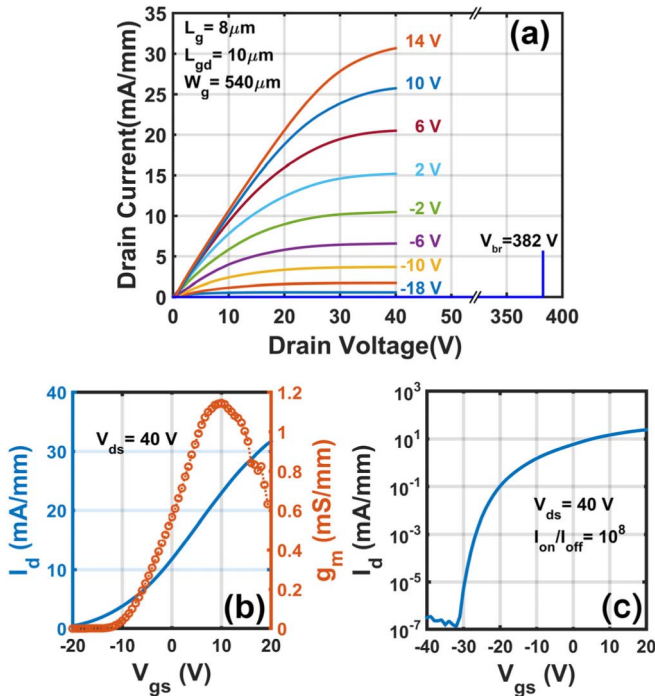 (a)
L_g = 8μm
L_gd = 10μm
W_g = 540μm
14 V
10 V
6 V
2 V
-2 V
-6 V
-10 V
-18 V
V_br=382 V
Drain Current(mA/mm)
35
30
25
20
15
10
5
0
0 10 20 30 40 50 350 400
Drain Voltage(V)
(b)
V_ds = 40 V
I_d (mA/mm)
40
30
20
10
0
g_m (mS/mm)
1.2
1
0.8
0.6
0.4
0.2
0
-20 -10 0 10 20
V_gs (V)
(c)
V_ds = 40 V
I_on/I_off= 10^8
I_d (mA/mm)
10^3
10^1
10^-1
10^-3
10^-5
10^-7
-40 -30 -20 -10 0 10 20
V_gs (V)